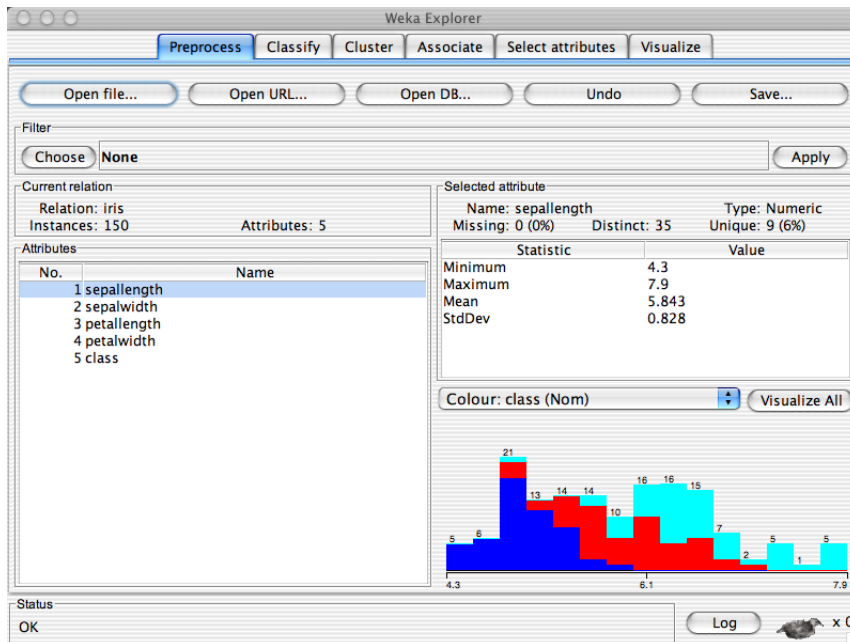 Weka Explorer
Preprocess Classify Cluster Associate Select attributes Visualize
Open file... Open URL... Open DB... Undo Save...
Filter
Choose None Apply
Current relation
Relation: iris
Instances: 150 Attributes: 5
Attributes
No. Name
1 sepallength
2 sepalwidth
3 petallength
4 petalwidth
5 class
Selected attribute
Name: sepallength Type: Numeric
Missing: 0 (0%) Distinct: 35 Unique: 9 (6%)
Statistic Value
Minimum 4.3
Maximum 7.9
Mean 5.843
StdDev 0.828
Colour: class (Nom) Visualize All
5 6 21 13 14 14 10 16 16 15 7 2 5 1 5
4.3 6.1 7.9
Status
OK Log x 0